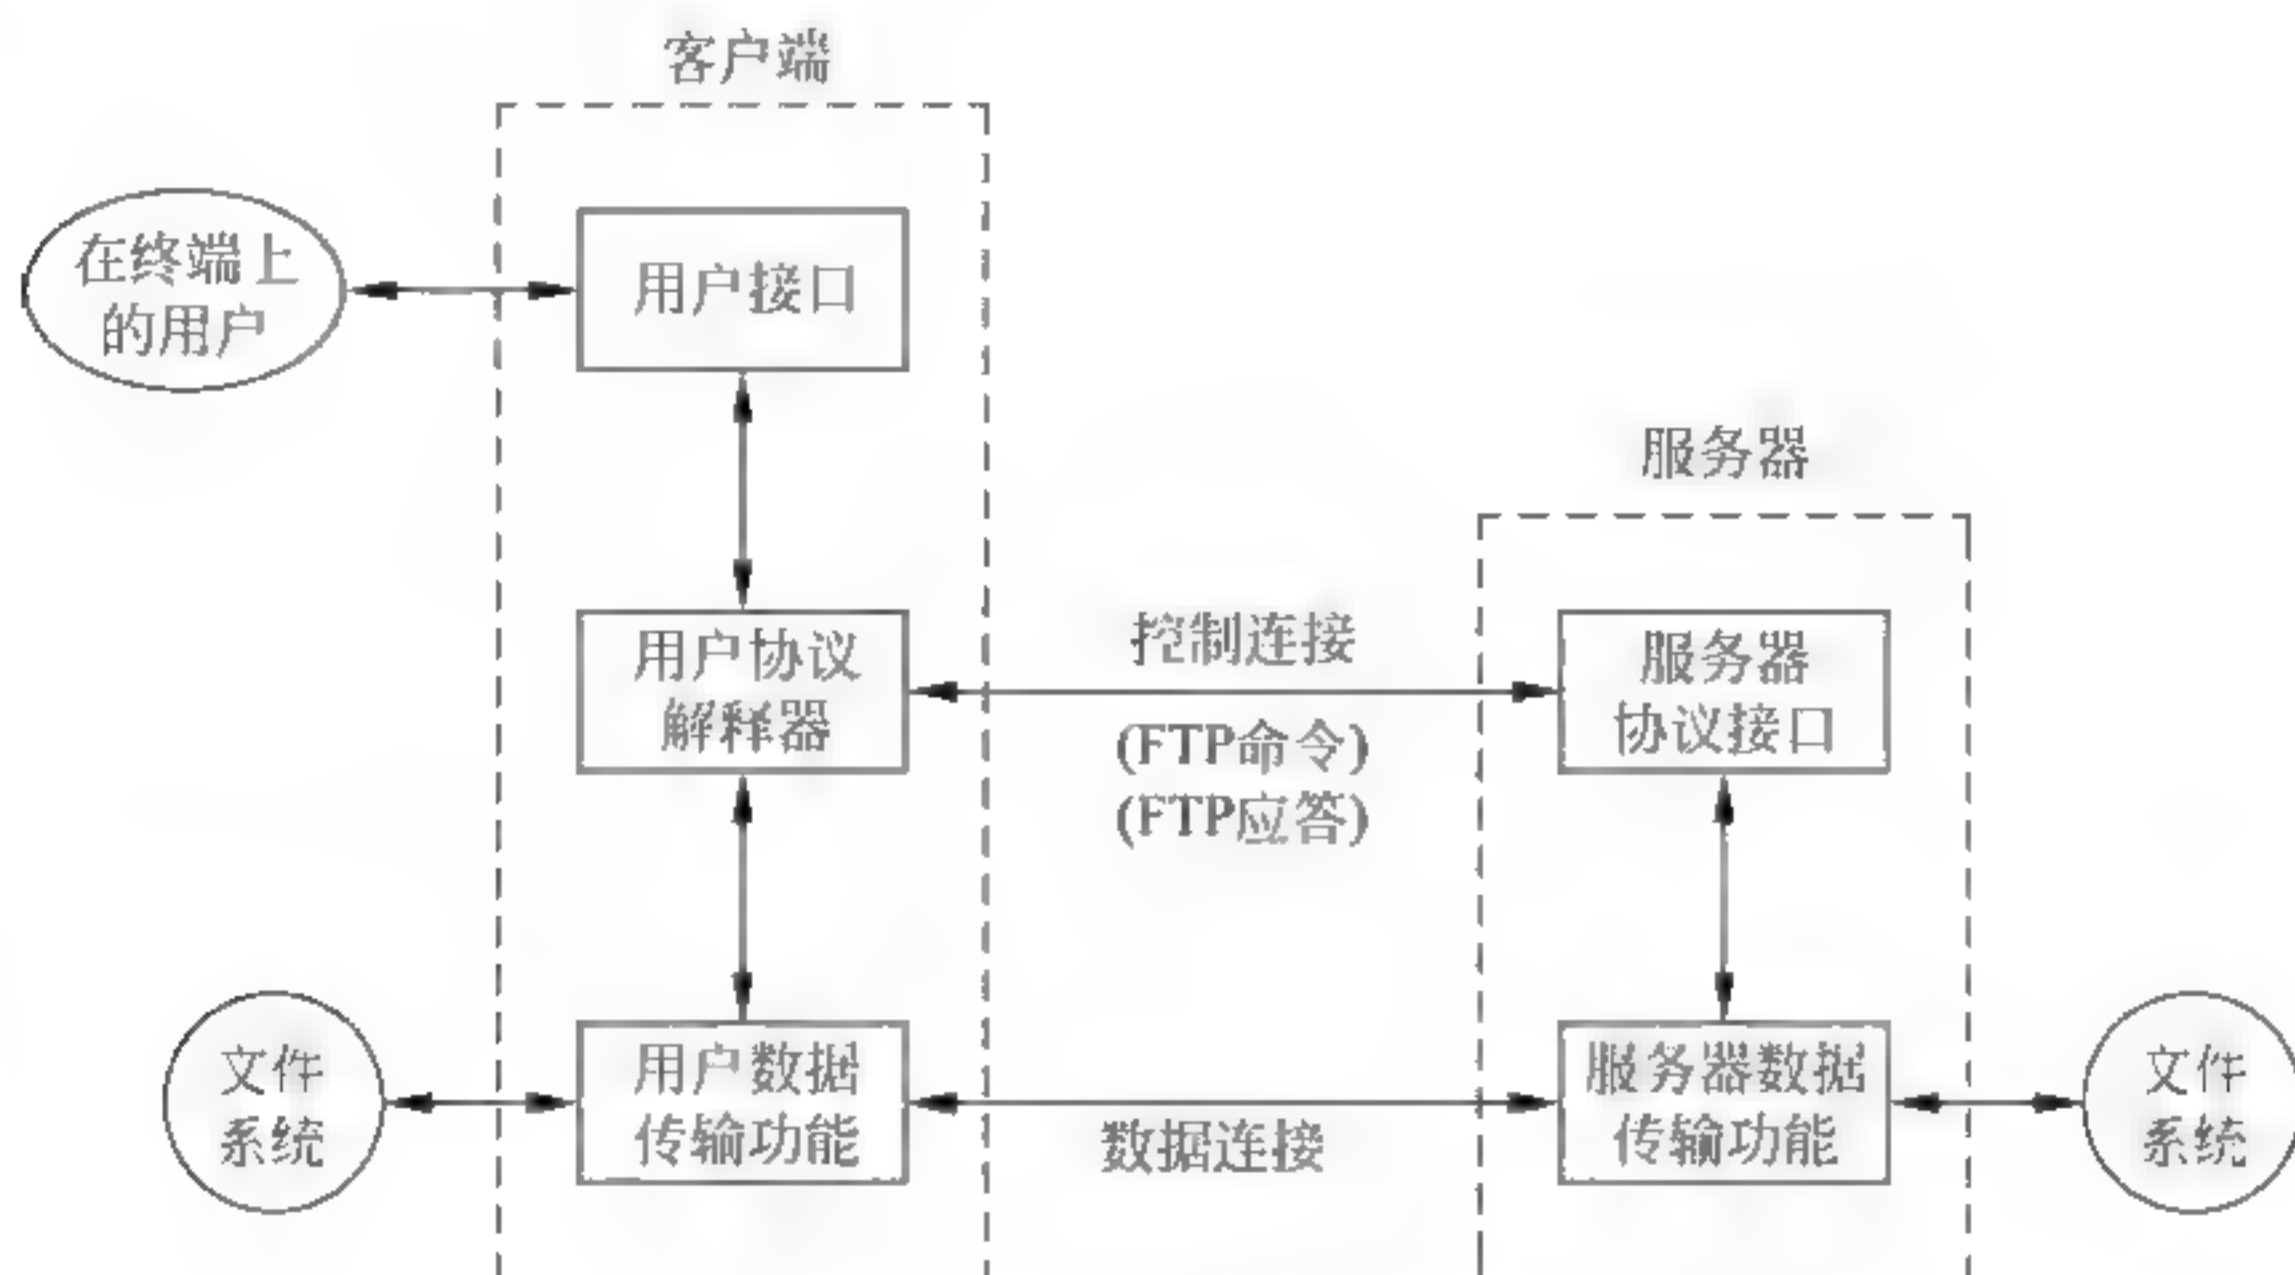 客户端
在终端上
的用户
用户接口
服务器
用户协议
解释器
控制连接
(FTP命令)
(FTP应答)
服务器
协议接口
文件
系统
用户数据
传输功能
数据连接
服务器数据
传输功能
文件
系统